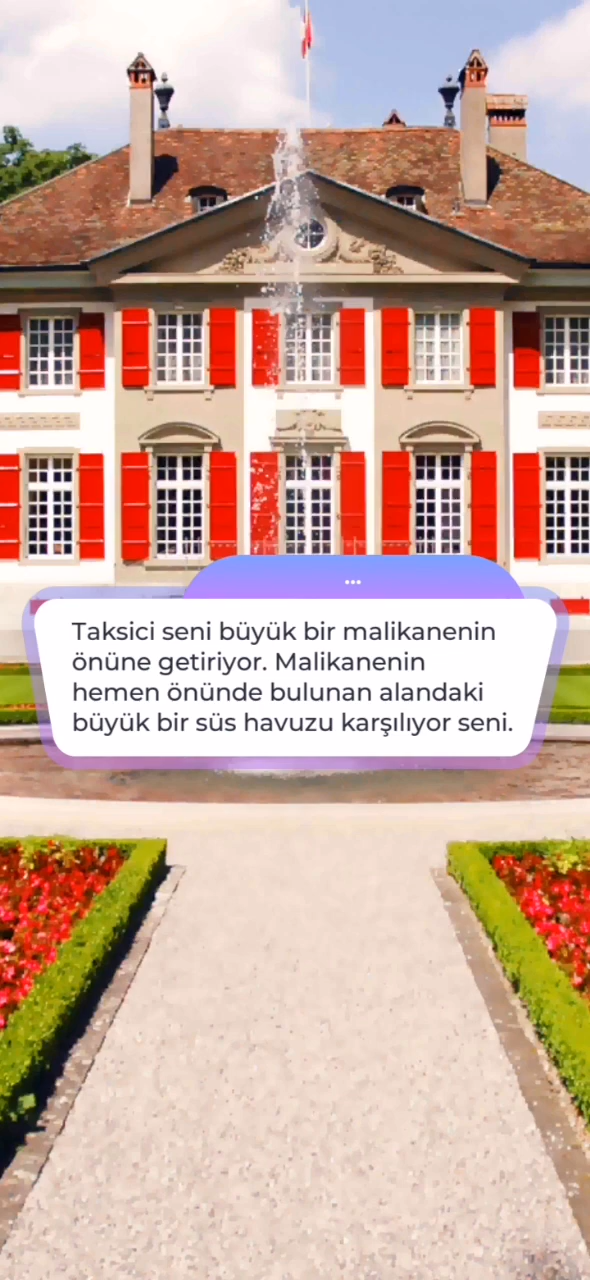 ...
Taksici seni büyük bir malikanenin
önüne getiriyor. Malikanenin
hemen önünde bulunan alandaki
büyük bir süs havuzu karşılıyor seni.